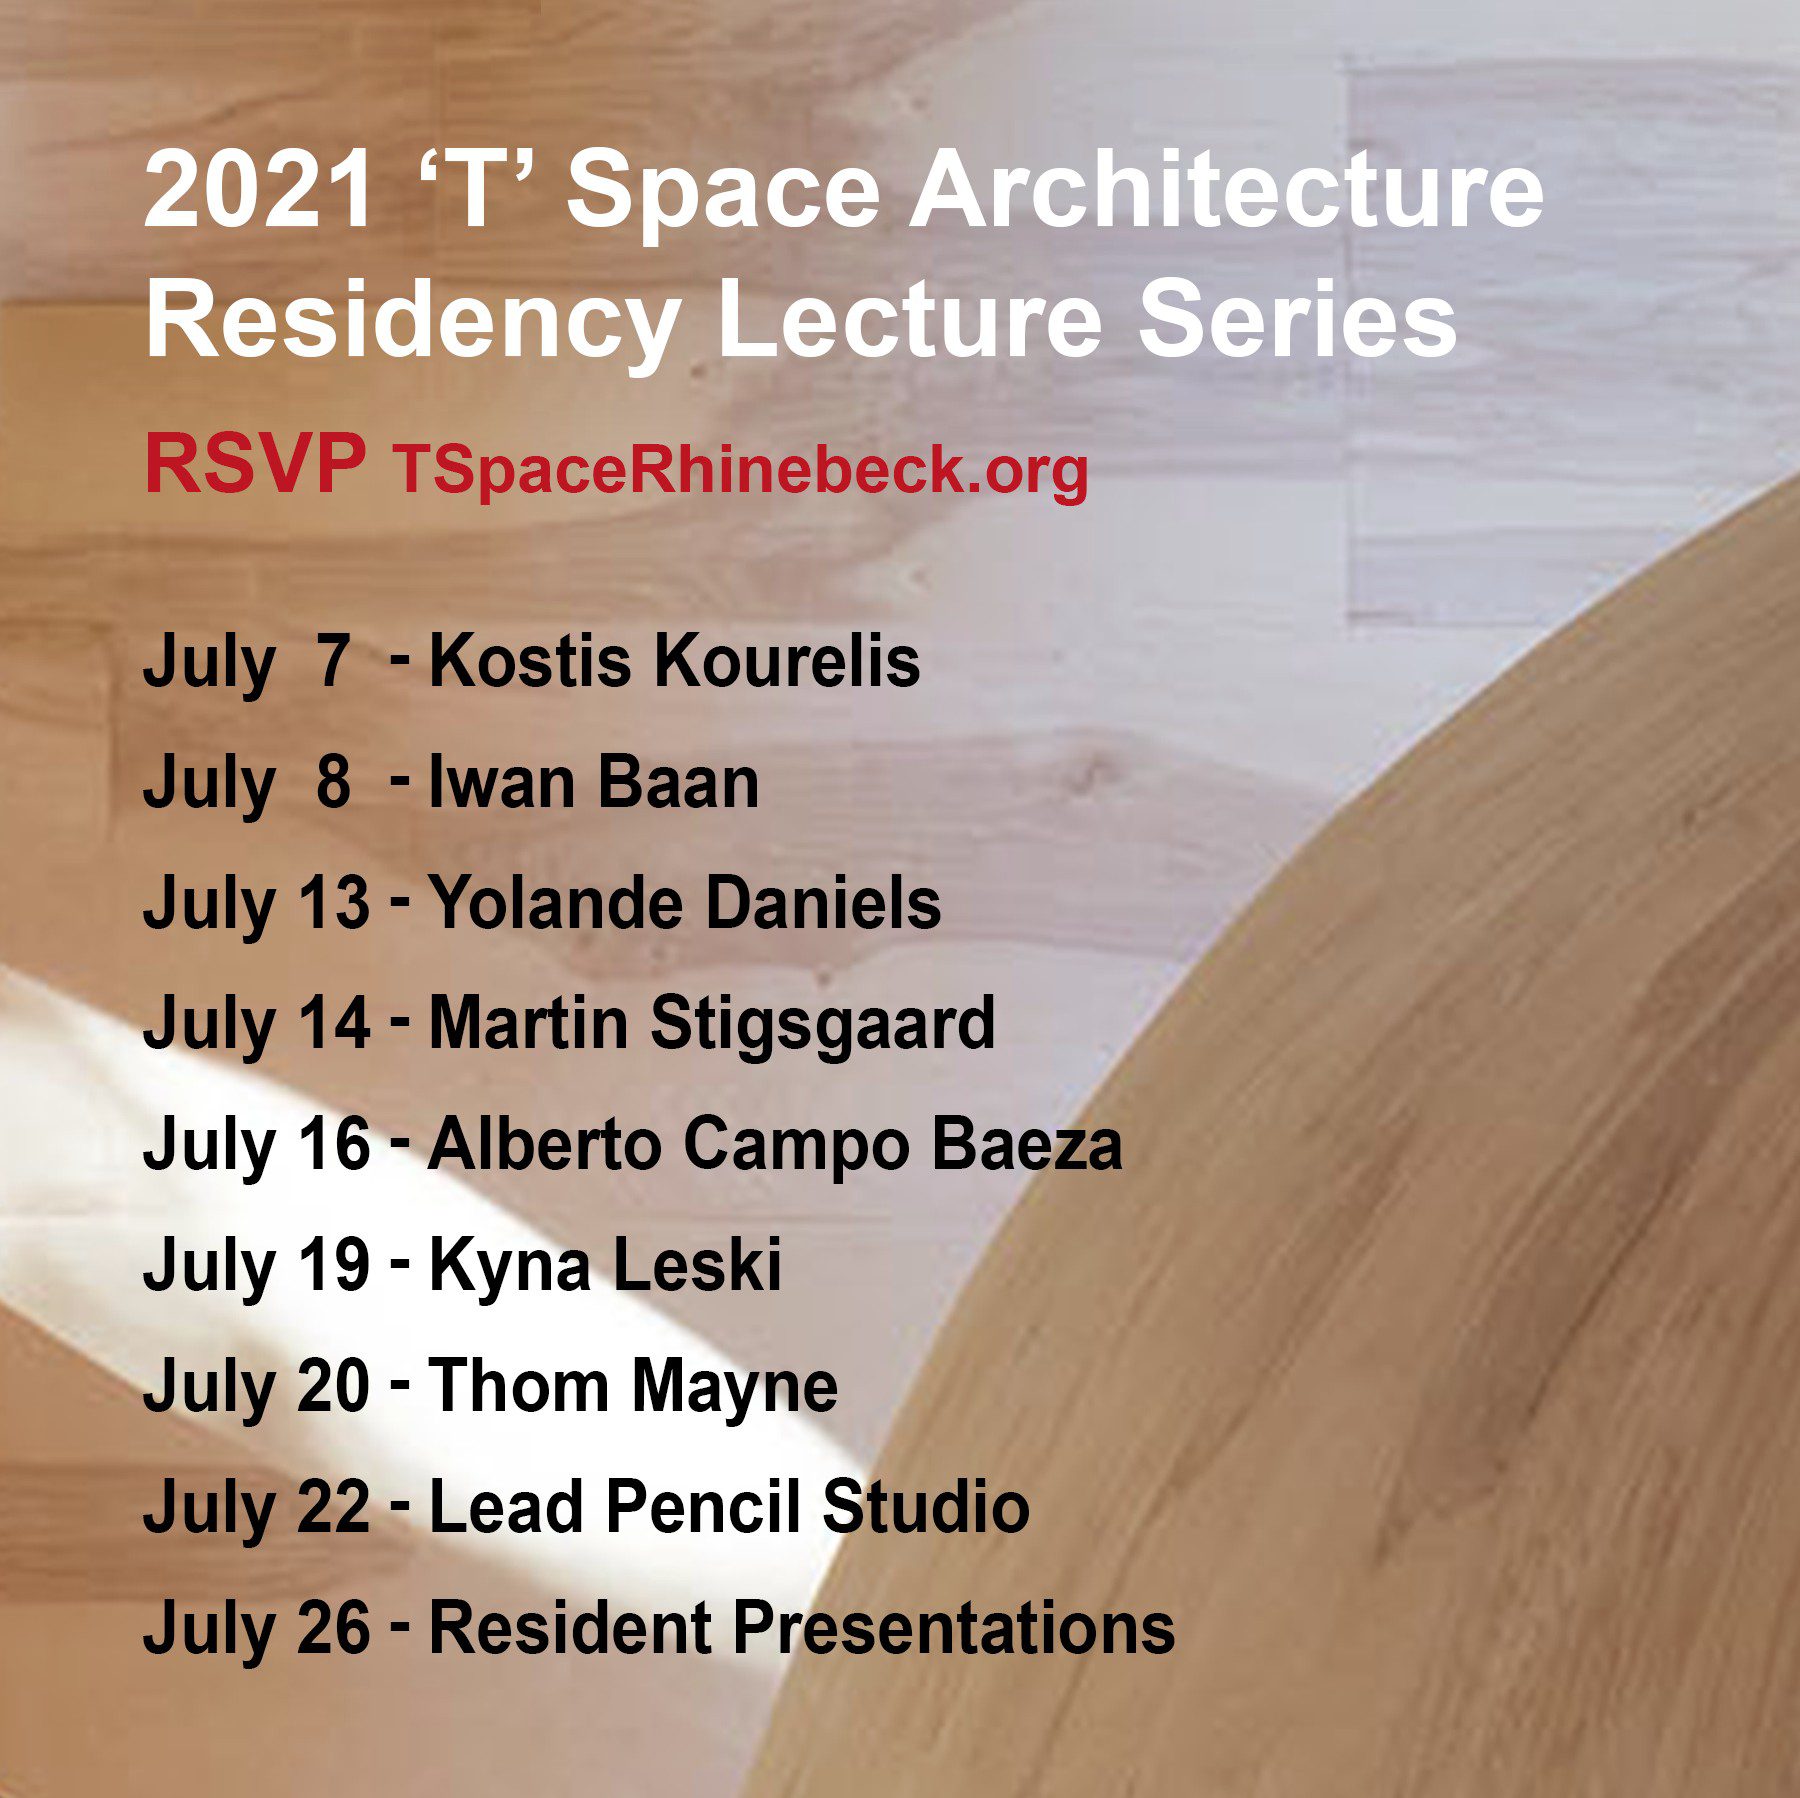 2021 ‘T’ Space Architecture
Residency Lecture Series
RSVP TSpaceRhinebeck.org
July 7 - Kostis Kourelis
July 8 - Iwan Baan
July 13 - Yolande Daniels
July 14 - Martin Stigsgaard
July 16 - Alberto Campo Baeza
July 19 - Kyna Leski
July 20 - Thom Mayne
July 22 - Lead Pencil Studio
July 26 - Resident Presentations